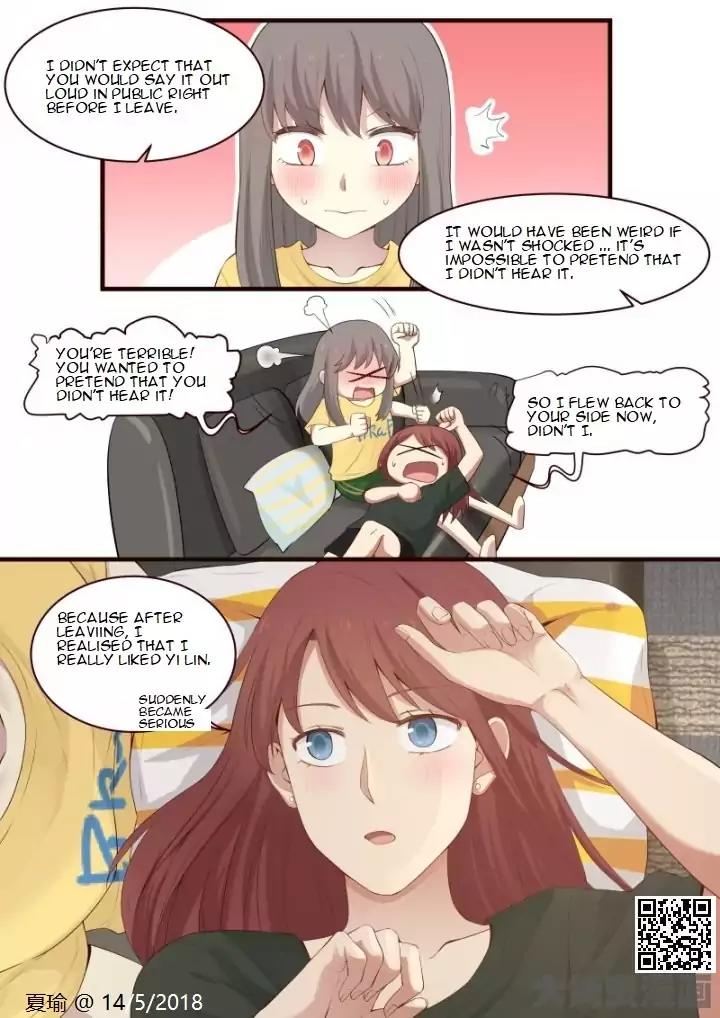 I DIDN'T EXPECT THAT
YOU WOULD SAY IT OUT
LOUD IN PUBLIC RIGHT
BEFORE I LEAVE.
IT WOULD HAVE BEEN WEIRD IF
I WASN'T SHOCKED ... IT'S
IMPOSSIBLE TO PRETEND THAT
I DIDN'T HEAR IT.
YOU'RE TERRIBLE!
YOU WANTED TO
PRETEND THAT YOU
DIDN'T HEAR IT!
SO I FLEW BACK TO
YOUR SIDE NOW,
DIDN'T I.
BECAUSE AFTER
LEAVIING, I
REALISED THAT I
REALLY LIKED YI LIN.
SUDDENLY
BECAME
SERIOUS
夏瑜 @ 14/5/2018